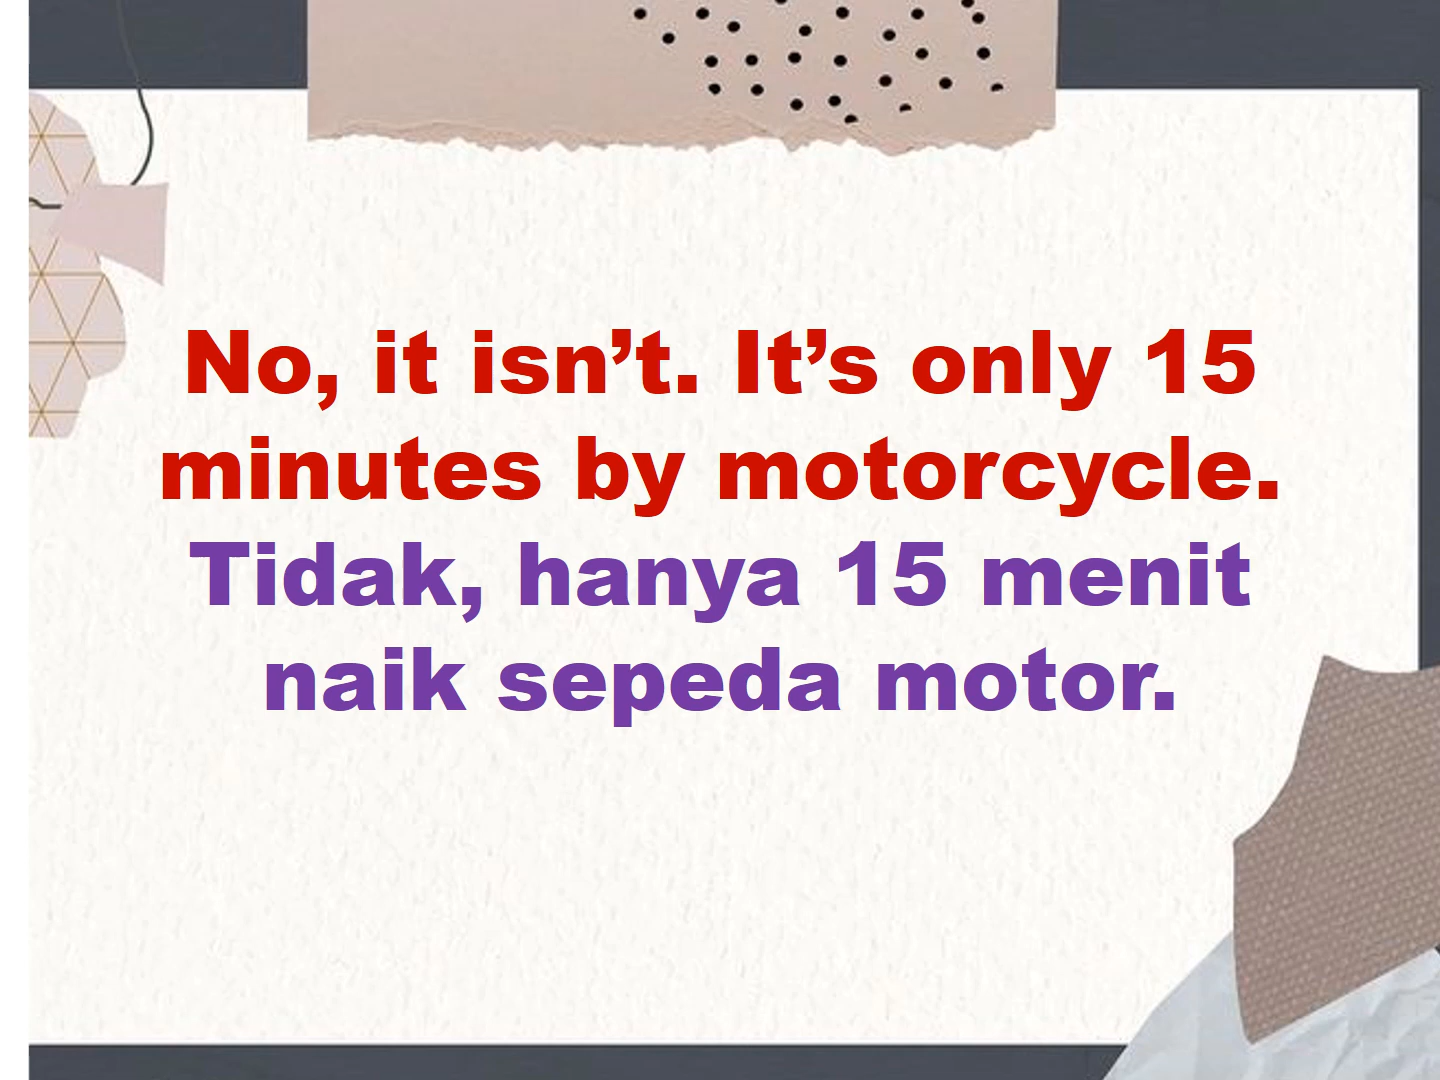 No, it isn’t. It’s only 15
minutes by motorcycle.
Tidak, hanya 15 menit
naik sepeda motor.